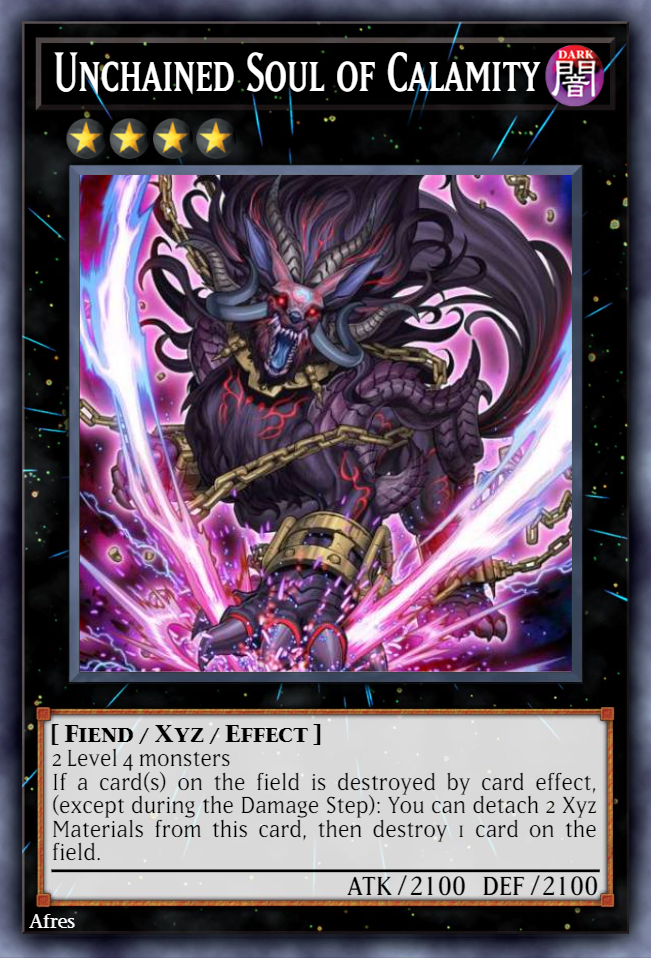 Unchained Soul of Calamity
DARK
闇
[ Fiend / Xyz / Effect ]
2 Level 4 monsters
If a card(s) on the field is destroyed by card effect,
(except during the Damage Step): You can detach 2 Xyz
Materials from this card, then destroy 1 card on the
field.
ATK/2100 DEF/2100
Afres